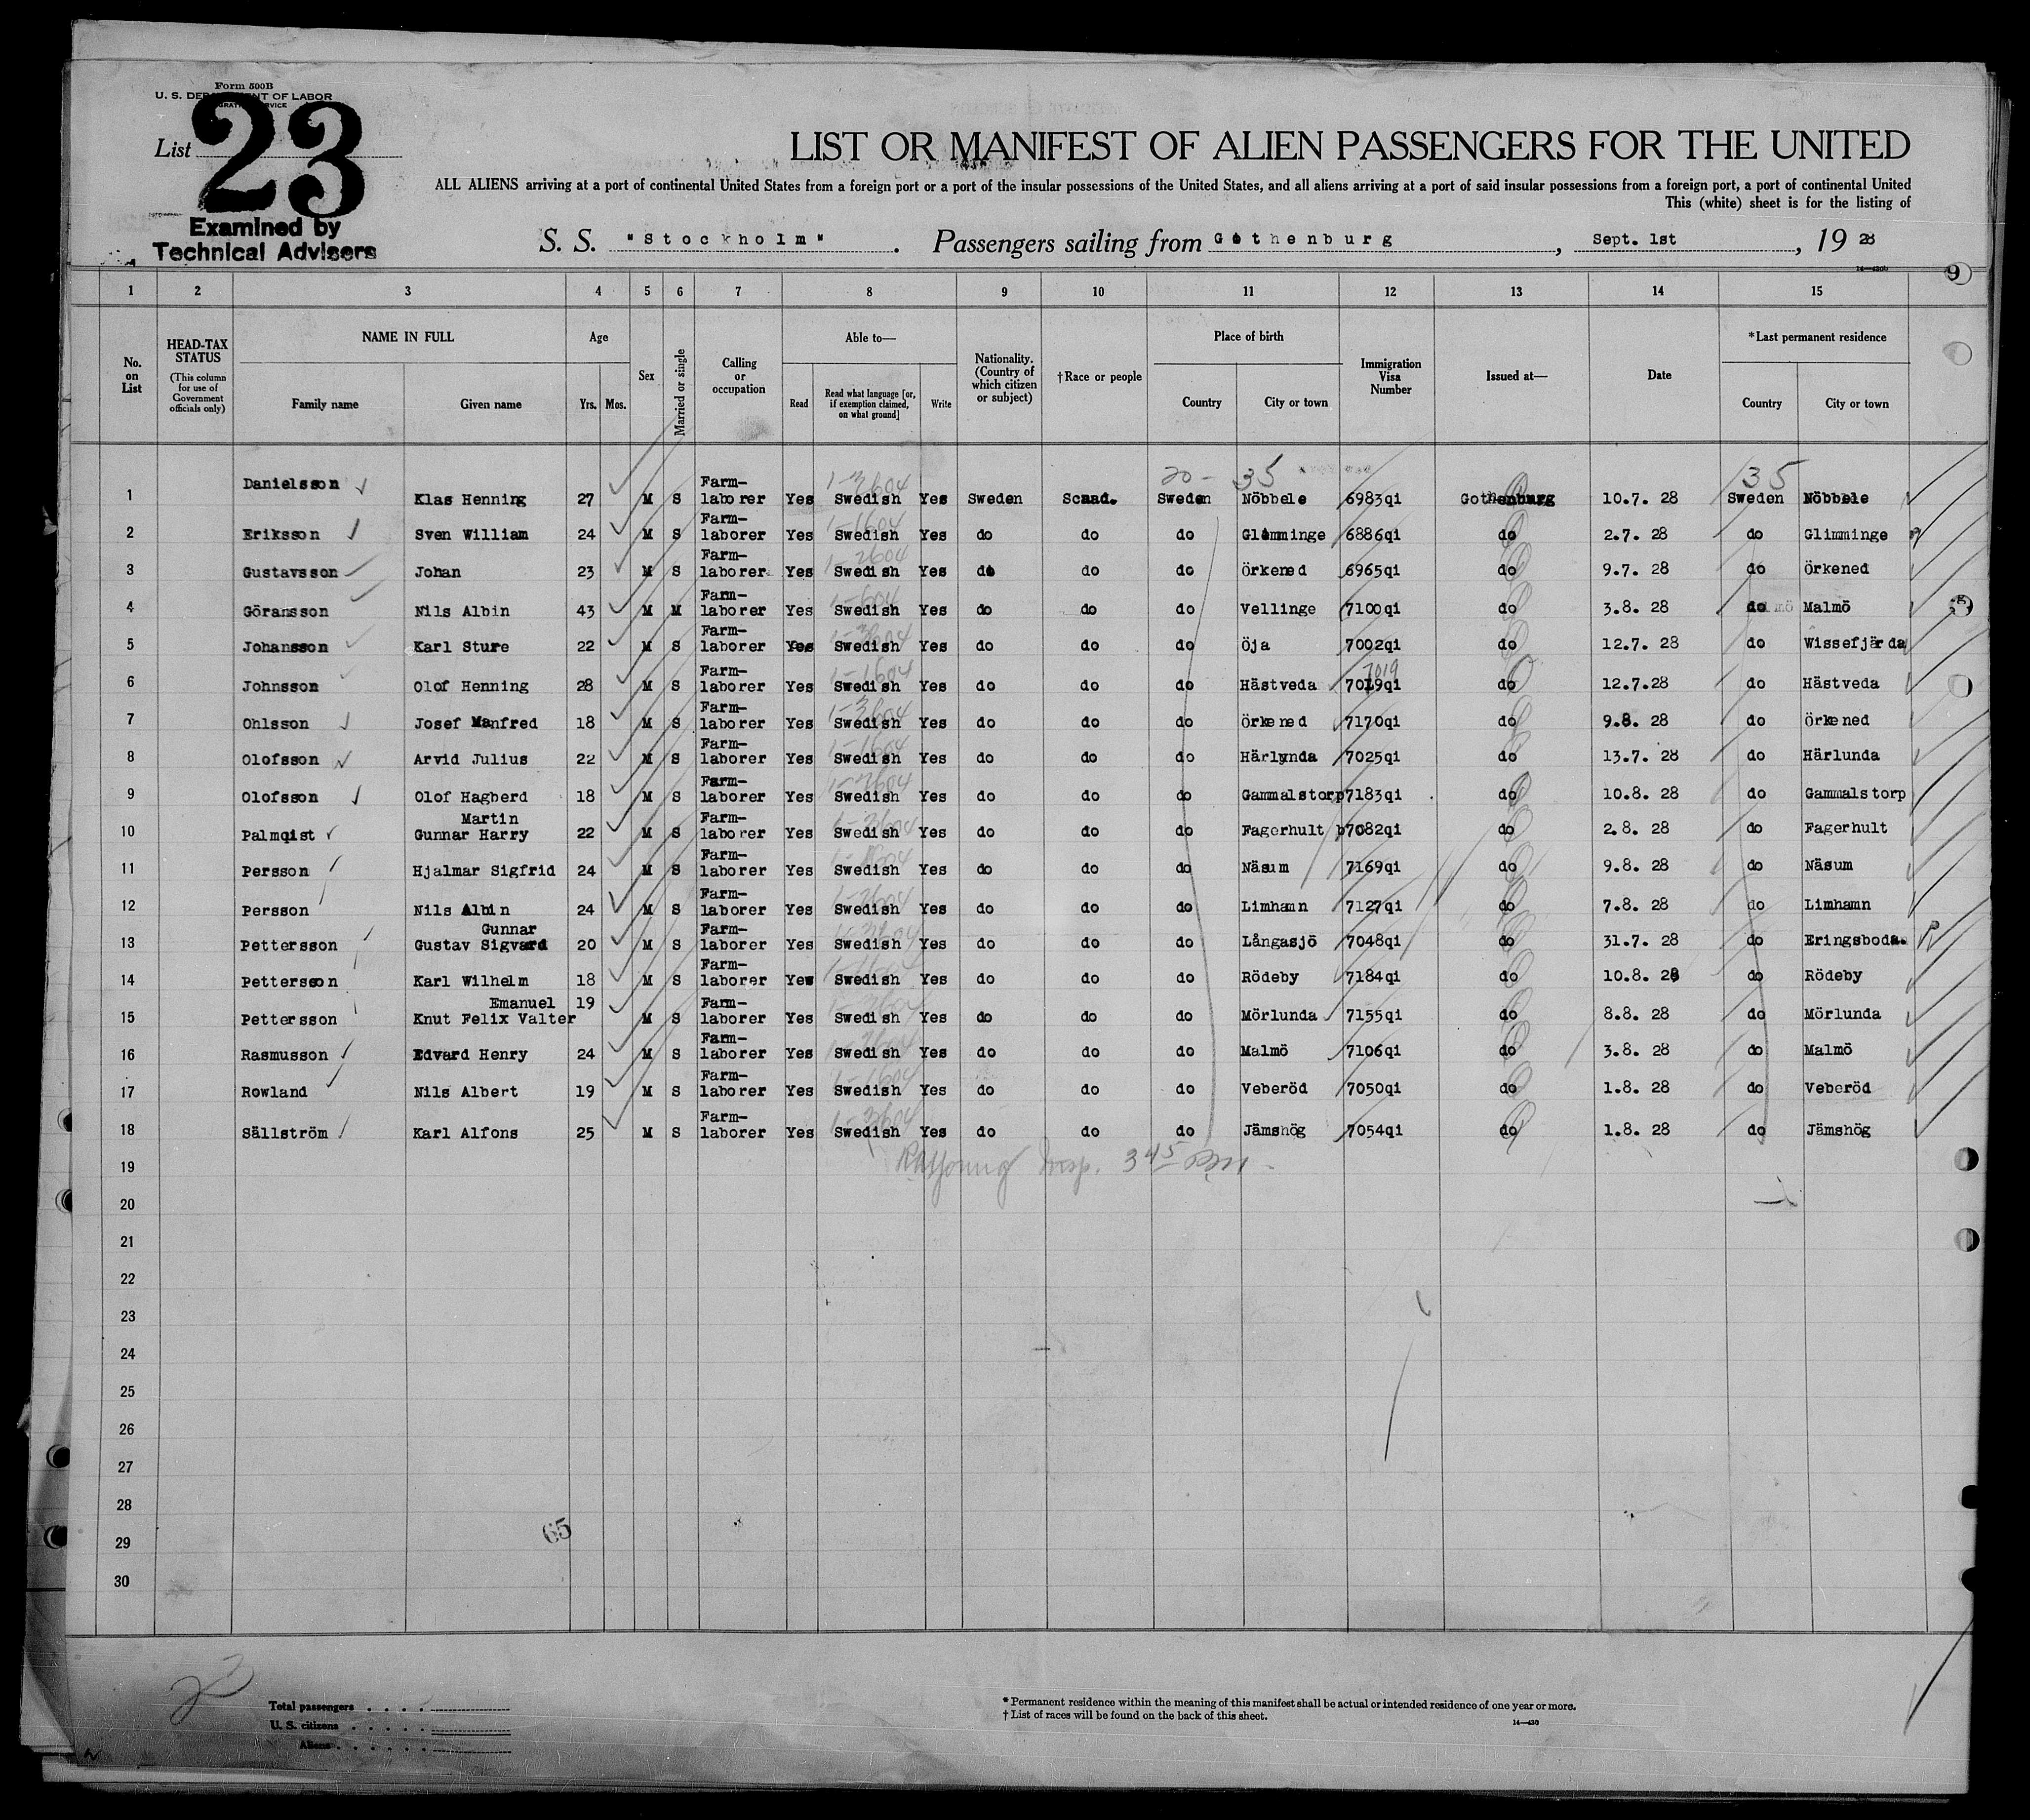 Form 500B
U. S. DEPARTMENT OF LABOR
List 23
Examined by
Technical Advisers
LIST OR MANIFEST OF ALIEN PASSENGERS FOR THE UNITED
ALL ALIENS arriving at a port of continental United States from a foreign port or a port of the insular possessions of the United States, and all aliens arriving at a port of said insular possessions from a foreign port, a port of continental United
This (white) sheet is for the listing of
S. S. "Stockholm". Passengers sailing from Gothenburg, Sept. 1st, 19 28
9
1 2 3 4 5 6 7 8 9 10 11 12 13 14 15
No. on List HEAD-TAX STATUS (This column for use of Government officials only) NAME IN FULL Family name Given name Age Yrs. Mos. Sex Married or single Calling or occupation Able to— Read Read what language [or, if exemption claimed, on what ground] Write Nationality. (Country of which citizen or subject) †Race or people Place of birth Country City or town Immigration Visa Number Issued at— Date *Last permanent residence Country City or town
20- 35 35
1 Danielsson Klas Henning 27 M S Farm-laborer Yes Swedish Yes Sweden Scand. Sweden Nöbbele 6983qi Gothenburg 10.7. 28 Sweden Nöbbele
2 Eriksson Sven William 24 M S Farm-laborer Yes Swedish Yes do do do Glimminge 6886qi do 2.7. 28 do Glimminge
3 Gustavsson Johan 23 M S Farm-laborer Yes Swedish Yes do do do Örkened 6965qi do 9.7. 28 do Örkened
4 Göransson Nils Albin 43 M M Farm-laborer Yes Swedish Yes do do do Vellinge 7100qi do 3.8. 28 do Malmö
5 Johansson Karl Sture 22 M S Farm-laborer Yes Swedish Yes do do do Öja 7002qi do 12.7. 28 do Wissefjärda
7019
6 Johnsson Olof Henning 28 M S Farm-laborer Yes Swedish Yes do do do Hästveda 7019qi do 12.7.28 do Hästveda
7 Ohlsson Josef Manfred 18 M S Farm-laborer Yes Swedish Yes do do do Örkened 7170qi do 9.8. 28 do Örkened
8 Olofsson Arvid Julius 22 M S Farm-laborer Yes Swedish Yes do do do Härlunda 7025qi do 13.7. 28 do Härlunda
9 Olofsson Olof Hagberd 18 M S Farm-laborer Yes Swedish Yes do do do Gammalstorp 7183qi do 10.8. 28 do Gammalstorp
10 Palmqist Martin Gunnar Harry 22 M S Farm-laborer Yes Swedish Yes do do do Fagerhult 7082qi do 2.8. 28 do Fagerhult
11 Persson Hjalmar Sigfrid 24 M S Farm-laborer Yes Swedish Yes do do do Näsum 7169qi do 9.8. 28 do Näsum
12 Persson Nils Albin 24 M S Farm-laborer Yes Swedish Yes do do do Limhamn 7127qi do 7.8. 28 do Limhamn
13 Pettersson Gunnar Gustav Sigvard 20 M S Farm-laborer Yes Swedish Yes do do do Långasjö 7048qi do 31.7. 28 do Eringsboda.
14 Pettersson Karl Wilhelm 18 M S Farm-laborer Yes Swedish Yes do do do Rödeby 7184qi do 10.8. 28 do Rödeby
15 Pettersson Emanuel Knut Felix Valter 19 M S Farm-laborer Yes Swedish Yes do do do Mörlunda 7155qi do 8.8. 28 do Mörlunda
16 Rasmusson Edvard Henry 24 M S Farm-laborer Yes Swedish Yes do do do Malmö 7106qi do 3.8. 28 do Malmö
17 Rowland Nils Albert 19 M S Farm-laborer Yes Swedish Yes do do do Veberöd 7050qi do 1.8. 28 do Veberöd
18 Sällström Karl Alfons 25 M S Farm-laborer Yes Swedish Yes do do do Jämshög 7054qi do 1.8. 28 do Jämshög
19 Insp. 3 45 PM
20
21
22
23
24
25
26
27
28
29
30
65
23
Total passengers
U. S. citizens
Aliens
* Permanent residence within the meaning of this manifest shall be actual or intended residence of one year or more.
† List of races will be found on the back of this sheet.
14—430